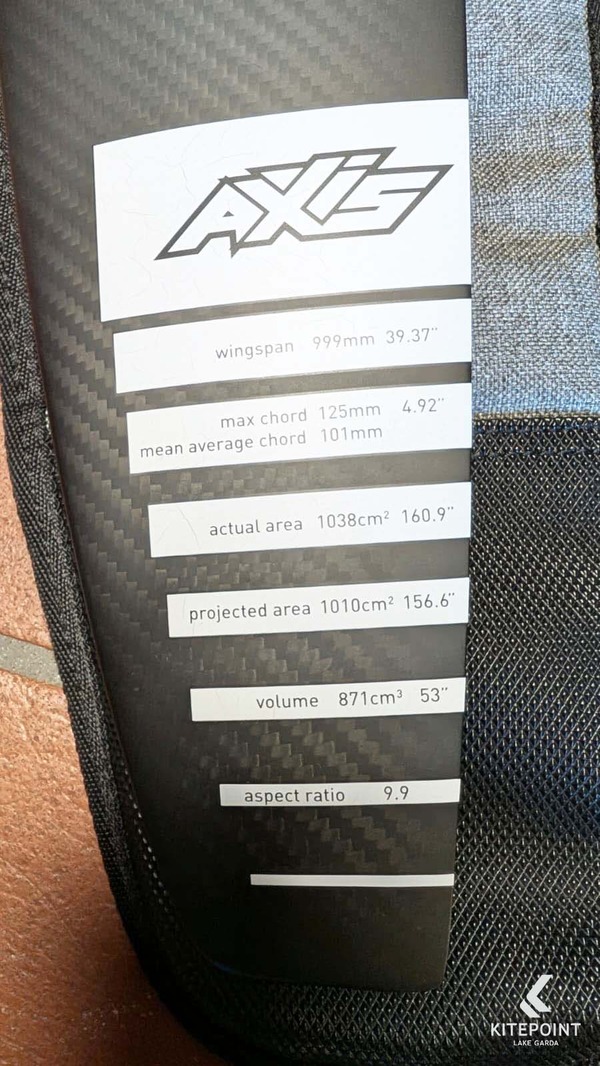 AXIS
wingspan 999mm 39.37"
max chord 125mm 4.92"
mean average chord 101mm
actual area 1038cm² 160.9"
projected area 1010cm² 156.6"
volume 871cm³ 53"
aspect ratio 9.9
KITEPOINT
LAKE GARDA